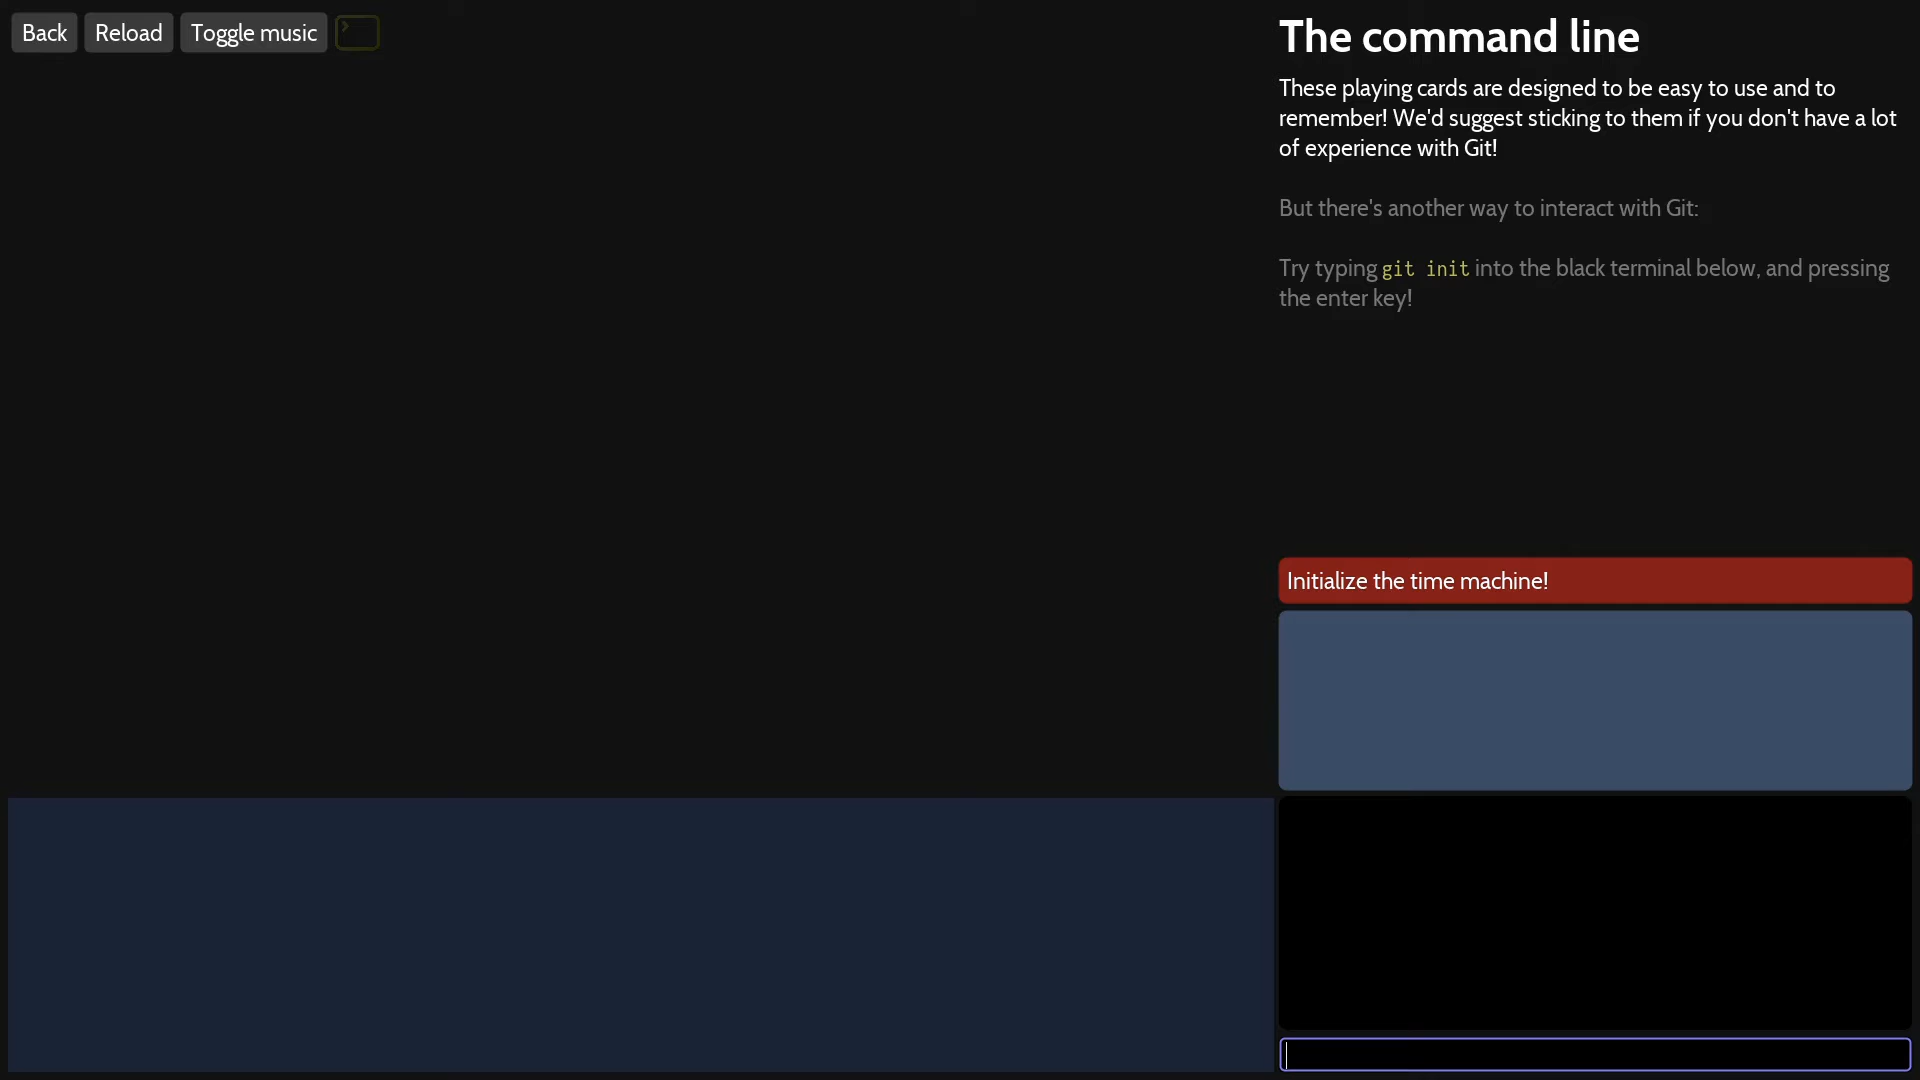 Back
Reload
Toggle music
The command line
These playing cards are designed to be easy to use and to
remember! We'd suggest sticking to them if you don't have a lot
of experience with Git!
But there's another way to interact with Git:
Try typing git init into the black terminal below, and pressing
the enter key!
Initialize the time machine!